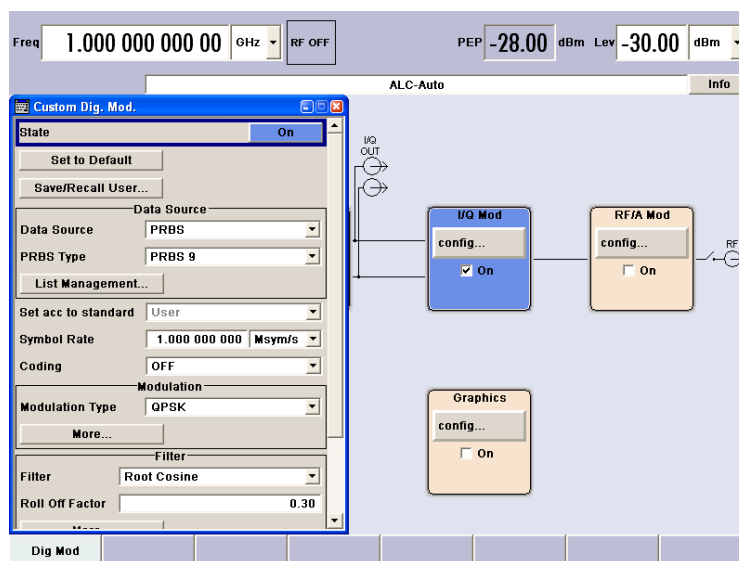 Freq 1.000 000 000 00 GHz RF OFF PEP -28.00 dBm Lev -30.00 dBm
ALC-Auto Info
Custom Dig. Mod.
State On
Set to Default
Save/Recall User...
Data Source
Data Source PRBS
PRBS Type PRBS 9
List Management...
Set acc to standard User
Symbol Rate 1.000 000 000 Msym/s
Coding OFF
Modulation
Modulation Type QPSK
More...
Filter
Filter Root Cosine
Roll Off Factor 0.30
I/Q
OUT
I/Q Mod
config...
On
RF/A Mod
config...
On
RF
Graphics
config...
On
Dig Mod